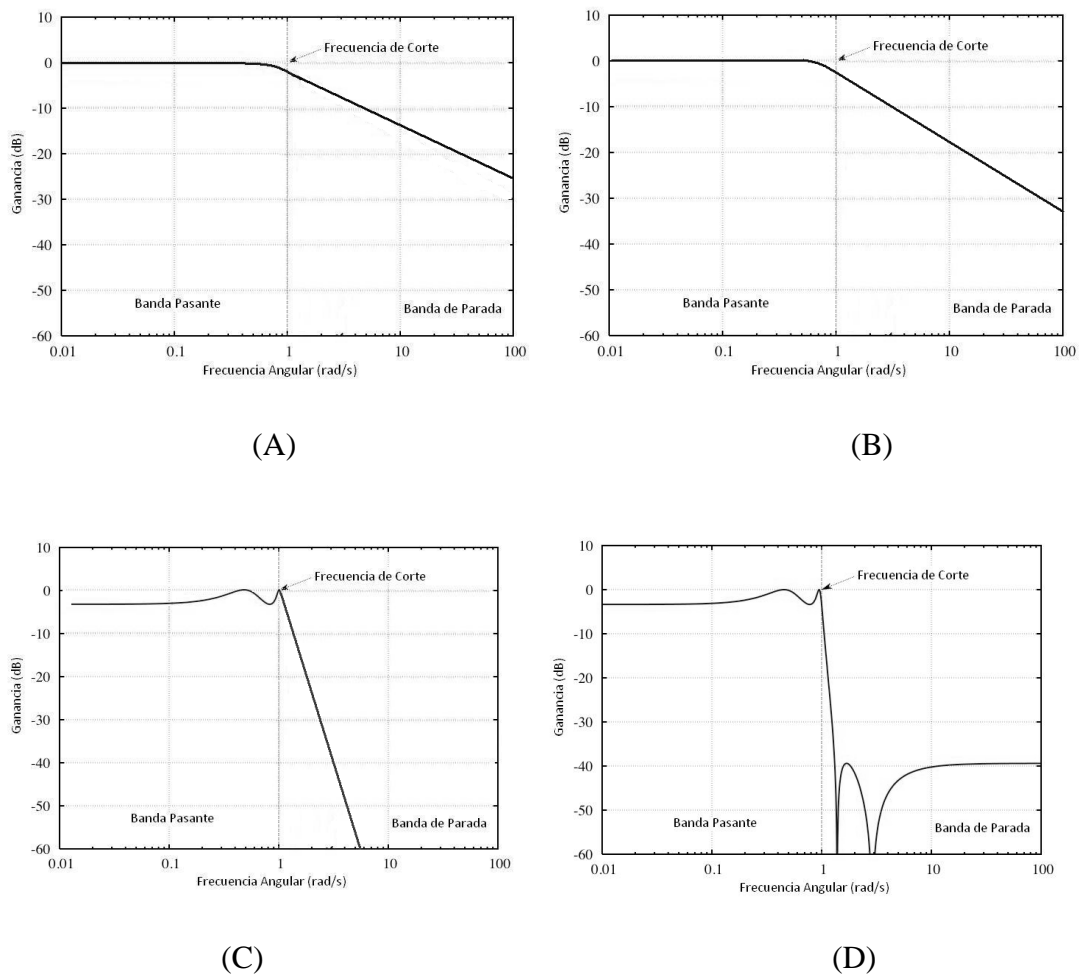 10
Frecuencia de Corte
0
-10
-20
-30
-40
-50
-60
Ganancia (dB)
Banda Pasante
Banda de Parada
0.01 0.1 1 10 100
Frecuencia Angular (rad/s)
(A)
10
Frecuencia de Corte
0
-10
-20
-30
-40
-50
-60
Ganancia (dB)
Banda Pasante
Banda de Parada
0.01 0.1 1 10 100
Frecuencia Angular (rad/s)
(B)
10
Frecuencia de Corte
0
-10
-20
-30
-40
-50
-60
Ganancia (dB)
Banda Pasante
Banda de Parada
0.01 0.1 1 10 100
Frecuencia Angular (rad/s)
(C)
10
Frecuencia de Corte
0
-10
-20
-30
-40
-50
-60
Ganancia (dB)
Banda Pasante
Banda de Parada
0.01 0.1 1 10 100
Frecuencia Angular (rad/s)
(D)